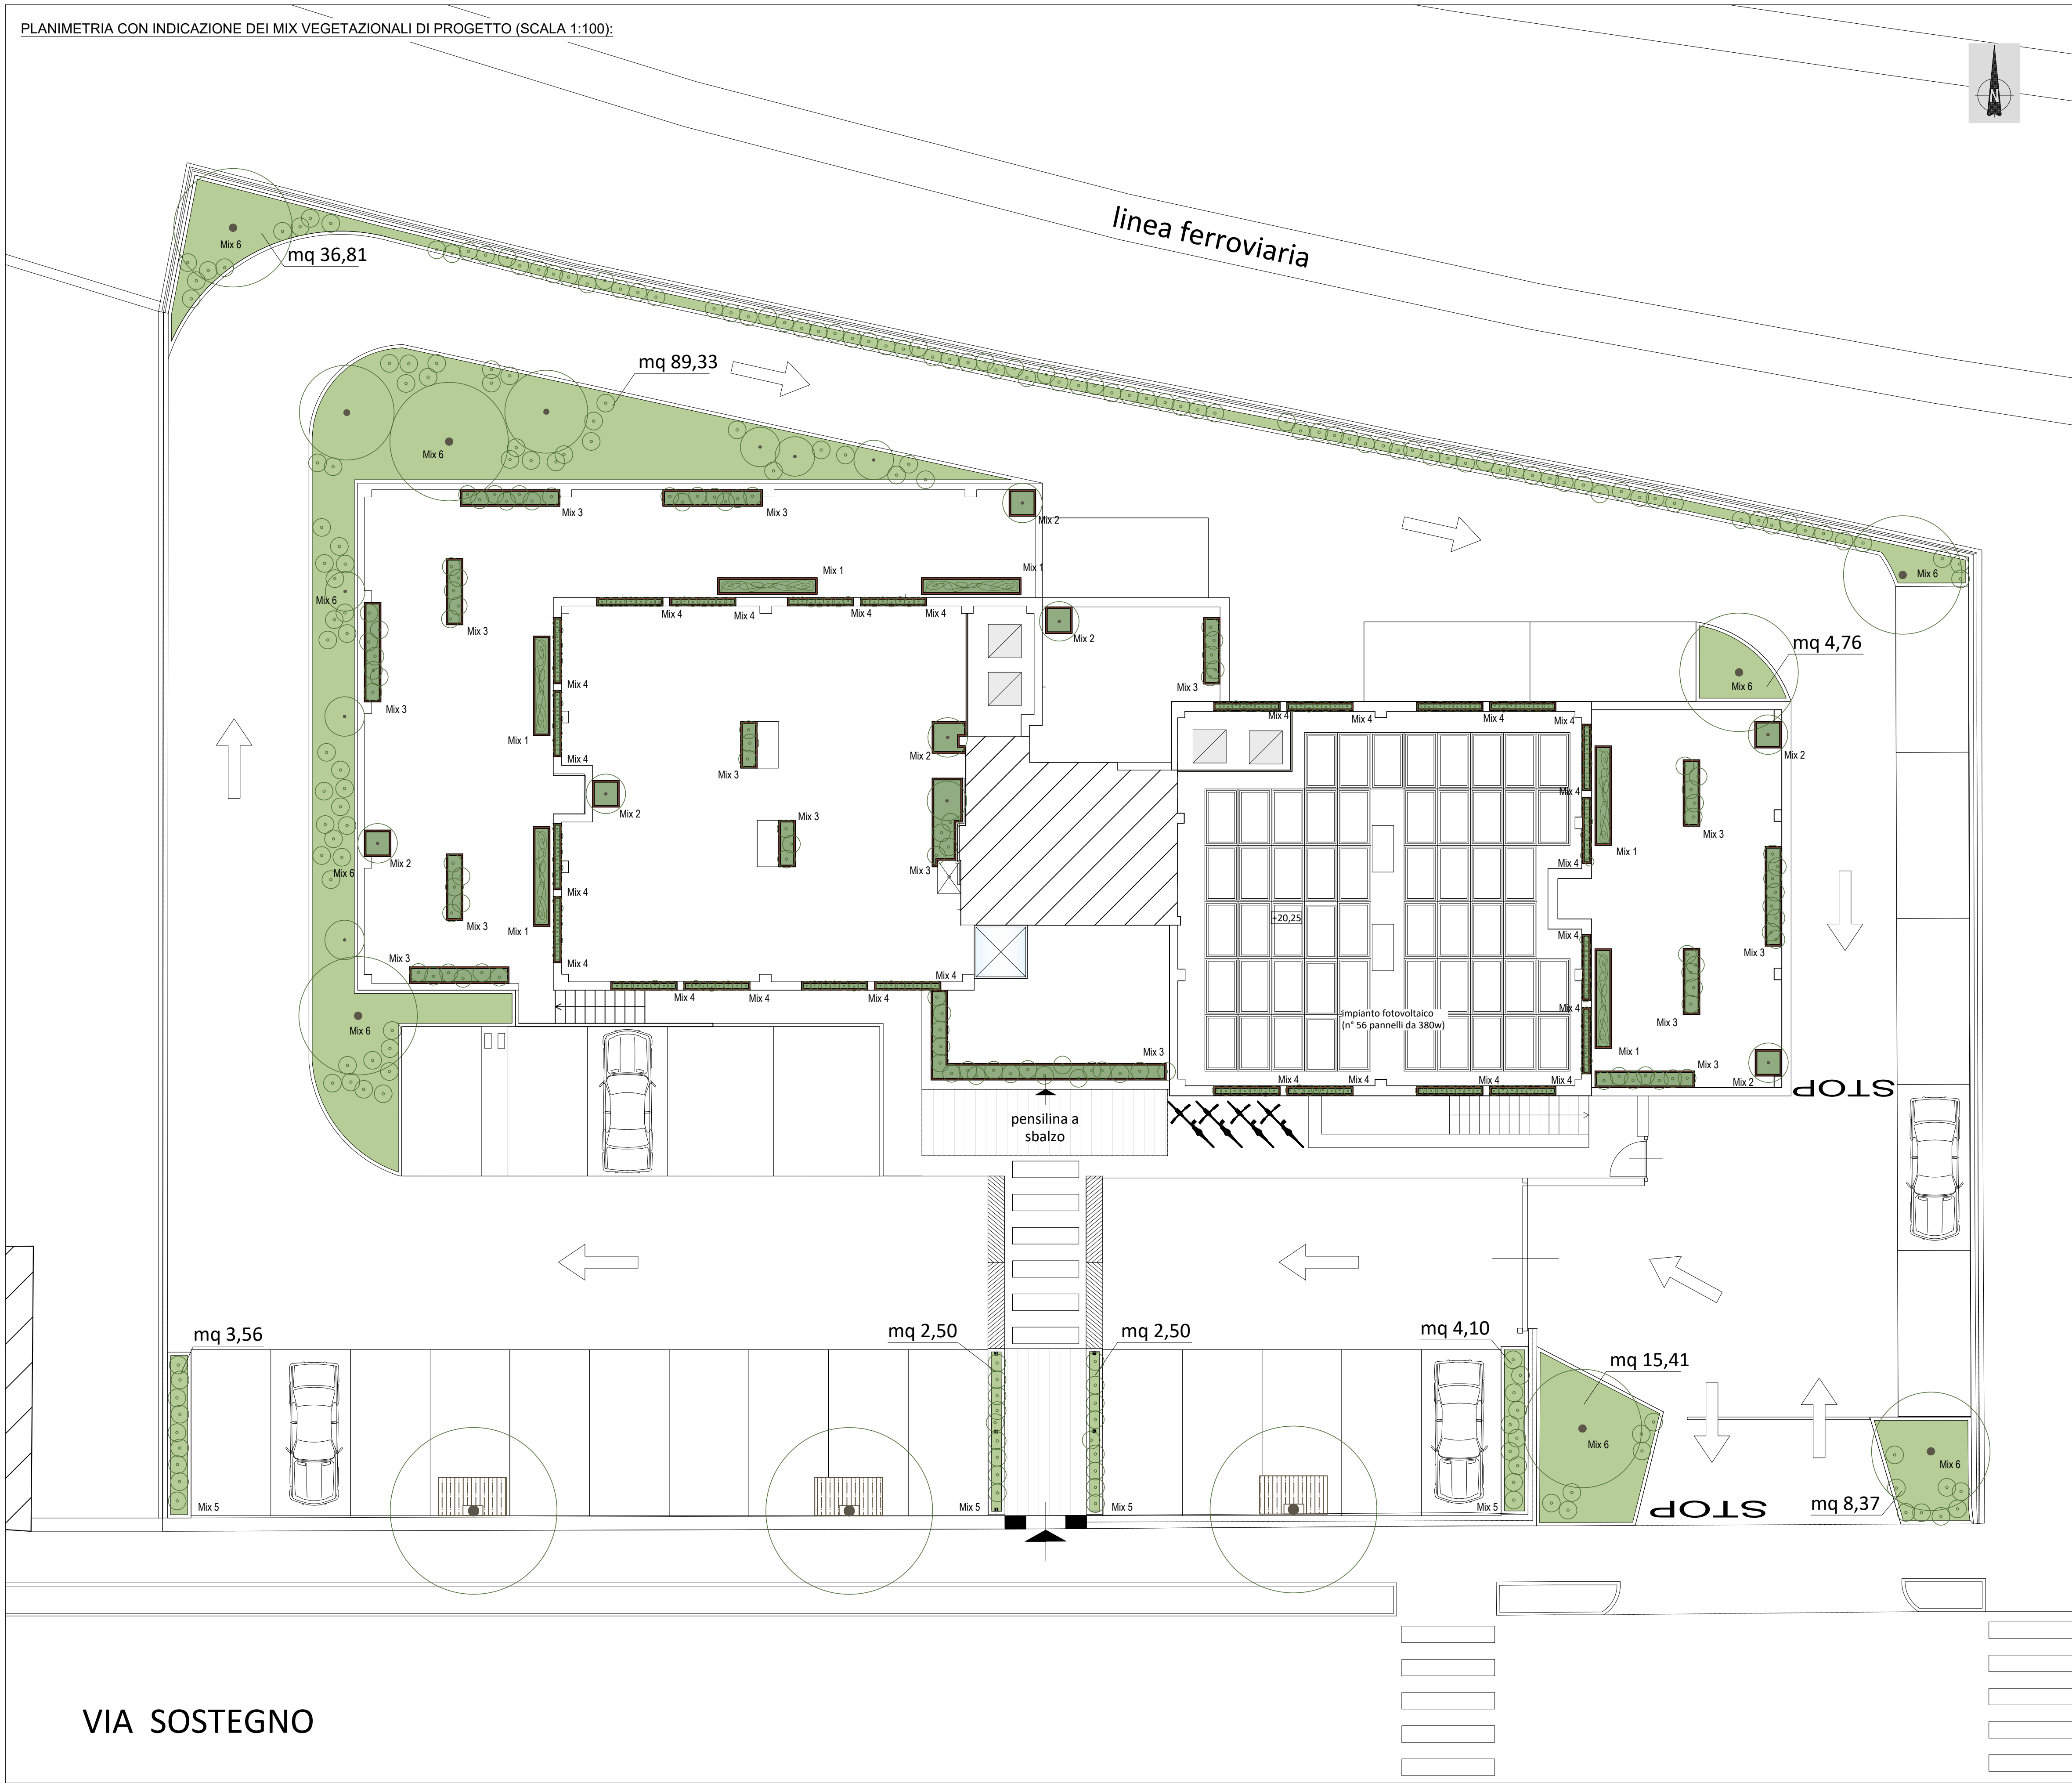 PLANIMETRIA CON INDICAZIONE DEI MIX VEGETAZIONALI DI PROGETTO (SCALA 1:100):
N
linea ferroviaria
Mix 6
mq 36,81
mq 89,33
Mix 6
Mix 3
Mix 3
Mix 2
Mix 1
Mix 1
Mix 6
Mix 6
Mix 4
Mix 4
Mix 4
Mix 4
Mix 3
Mix 2
mq 4,76
Mix 4
Mix 3
Mix 6
Mix 3
Mix 4
Mix 4
Mix 4
Mix 4
Mix 1
Mix 4
Mix 2
Mix 2
Mix 3
Mix 4
Mix 2
Mix 3
Mix 3
Mix 1
Mix 2
Mix 4
Mix 3
Mix 6
Mix 4
+20,25
Mix 3
Mix 1
Mix 4
Mix 3
Mix 3
Mix 4
Mix 4
Mix 4
Mix 4
Mix 4
Mix 4
Mix 6
impianto fotovoltaico
(n° 56 pannelli da 380w)
Mix 3
Mix 3
Mix 1
Mix 3
Mix 4
Mix 4
Mix 4
Mix 4
Mix 2
STOP
pensilina a
sbalzo
mq 3,56
mq 2,50
mq 2,50
mq 4,10
mq 15,41
Mix 6
Mix 6
Mix 5
Mix 5
Mix 5
Mix 5
STOP
mq 8,37
VIA SOSTEGNO